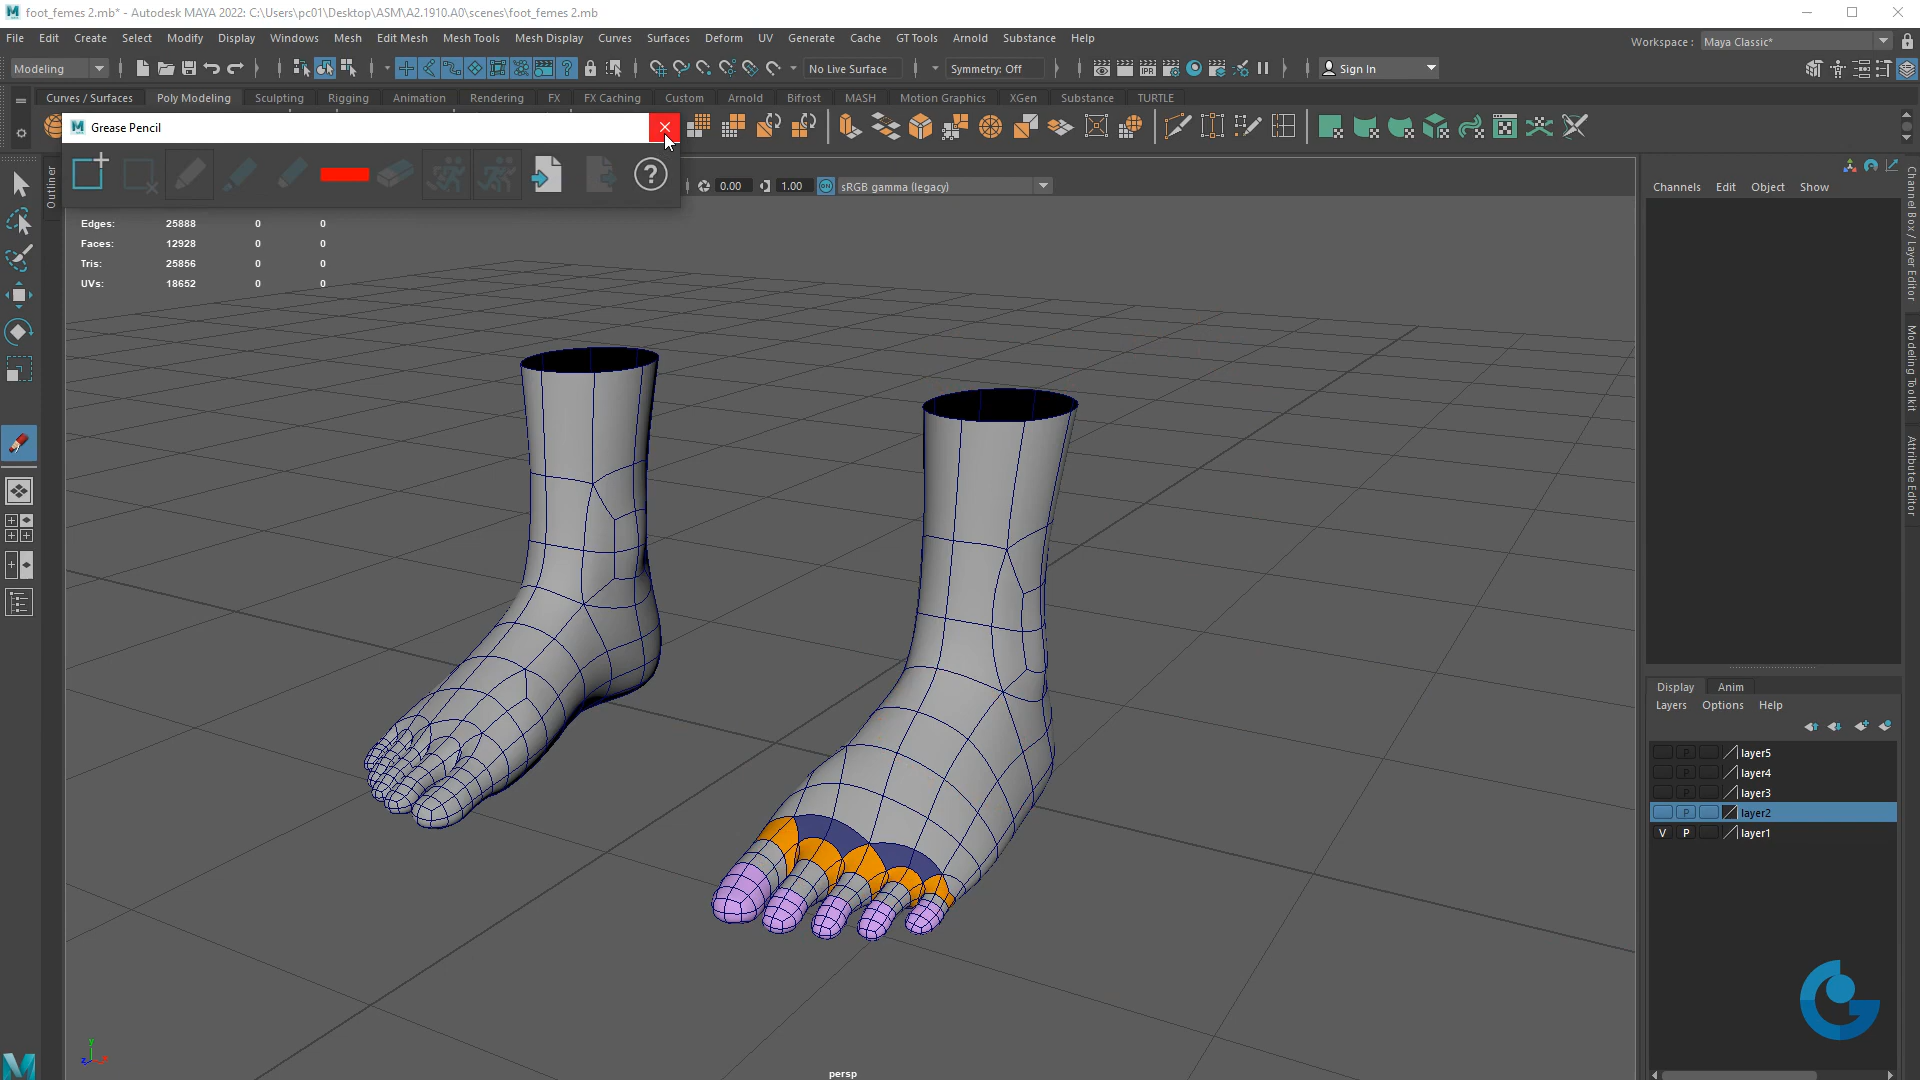 foot_femes 2.mb* - Autodesk MAYA 2022: C:\Users\pc01\Desktop\ASM\A2.1910.A0\scenes\foot_femes 2.mb
File Edit Create Select Modify Display Windows Mesh Edit Mesh Mesh Tools Mesh Display Curves Surfaces Deform UV Generate Cache GT Tools Arnold Substance Help
Workspace : Maya Classic*
Modeling No Live Surface Symmetry: Off IPR Sign In
Curves / Surfaces Poly Modeling Sculpting Rigging Animation Rendering FX FX Caching Custom Arnold Bifrost MASH Motion Graphics XGen Substance TURTLE
Grease Pencil
0.00 1.00 sRGB gamma (legacy)
Channels Edit Object Show
Outliner
Edges: 25888 0 0
Faces: 12928 0 0
Tris: 25856 0 0
UVs: 18652 0 0
Channel Box / Layer Editor
Modeling Toolkit
Attribute Editor
Display Anim
Layers Options Help
P layer5
P layer4
P layer3
P layer2
V P layer1
y
z
persp